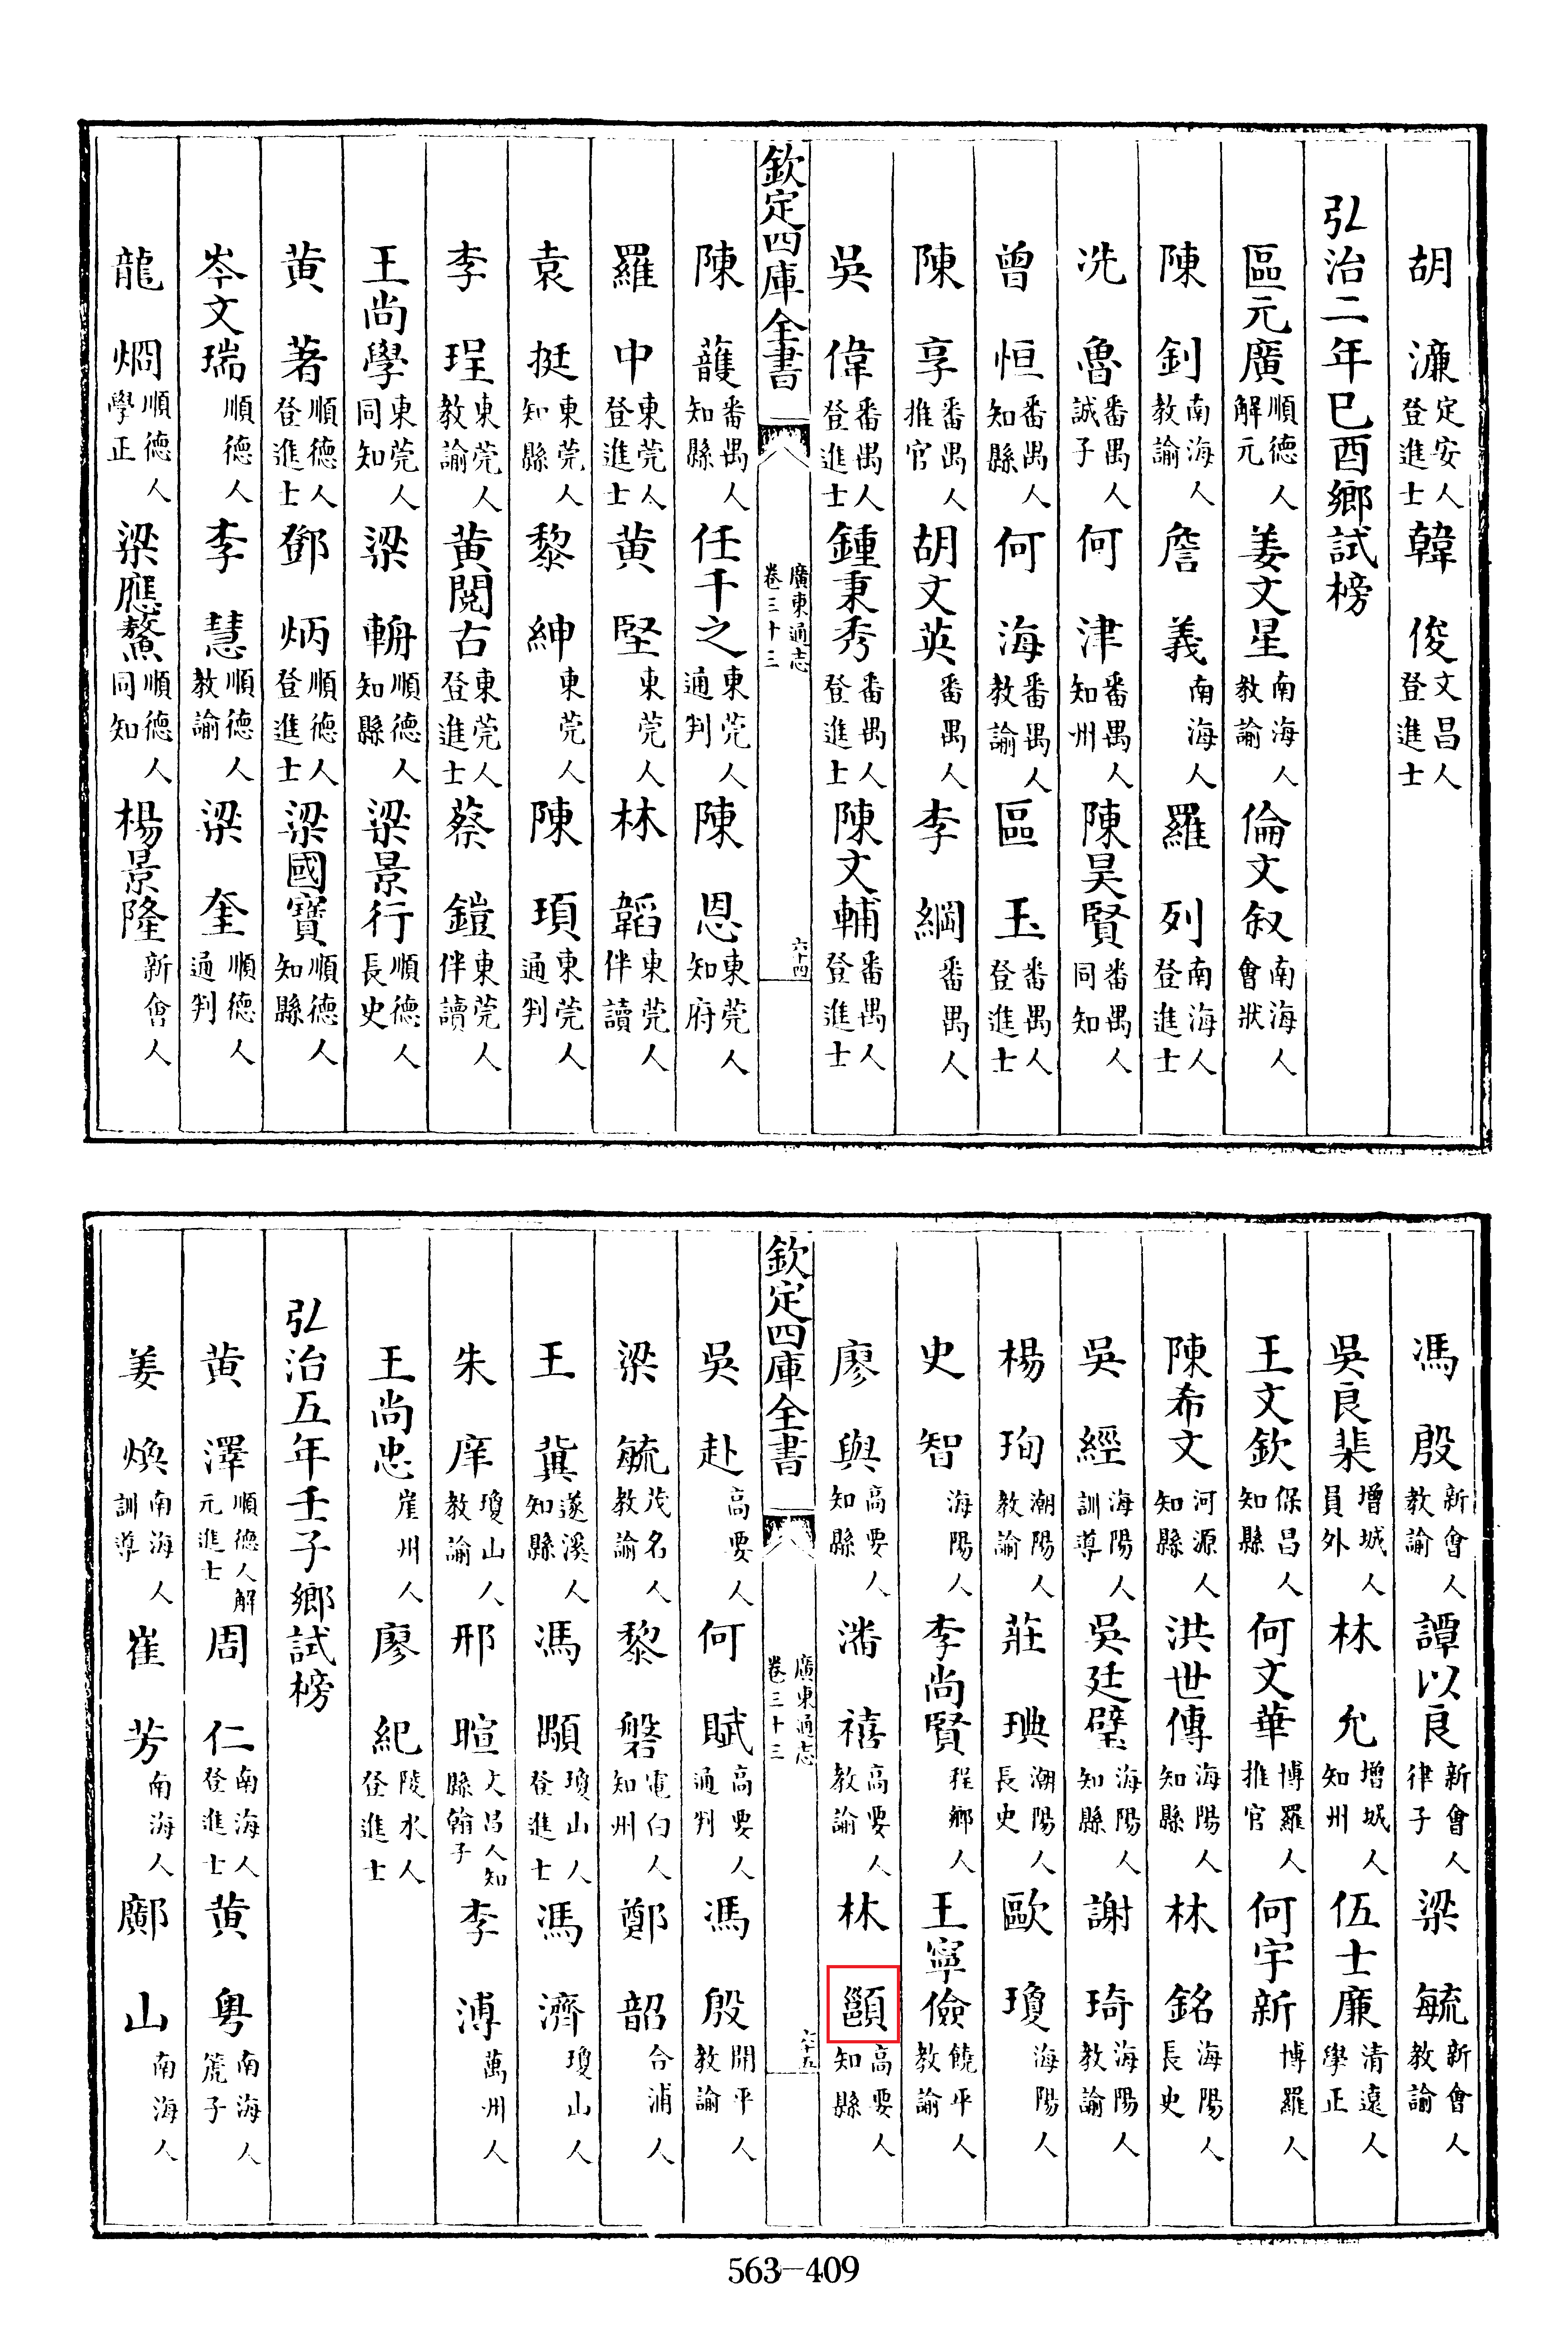 胡濂定安人登進士韓俊文昌人登進士
弘治二年巳酉鄉試榜
區元廣順德人解元姜文星南海人教諭倫文叙南海人會狀
陳釗南海人教諭詹義南海人羅列南海人登進士
冼魯番禺人誠子何津番禺人知州陳昊賢番禺人同知
曾恒番禺人知縣何海番禺人教諭區玉番禺人登進士
陳享番禺人推官胡文英番禺人李綱番禺人
吳偉番禺人登進士鍾秉秀番禺人登進士陳文輔番禺人登進士
欽定四庫全書 廣東通志卷三十三 六十四
陳蘢番禺人知縣任千之東莞人通判陳恩東莞人知府
羅中東莞人登進士黄堅東莞人林韜東莞人伴讀
袁挺東莞人知縣黎紳東莞人陳項東莞人通判
李珵東莞人教諭黄閱古東莞人登進士蔡鎧東莞人伴讀
王尚學東莞人同知梁輈順德人知縣梁景行順德人長史
黄著順德人登進士鄧炳順德人登進士梁國寶順德人知縣
岑文瑞順德人李慧順德人教諭梁奎順德人通判
龍烱順德人學正梁應鰲順德人同知楊景隆新會人
馮殷新會人教諭譚以良新會人律子梁毓新會人教諭
吳良棐增城人員外林允增城人知州伍士廉清遠人學正
王文欽保昌人知縣何文華博羅人推官何宇新博羅人
陳希文河源人知縣洪世傳海陽人知縣林銘海陽人長史
吳經海陽人訓導吳廷璧海陽人知縣謝琦海陽人教諭
楊珣潮陽人教諭莊琠潮陽人長史歐瓊海陽人
史智海陽人李尚賢程鄉人王寧儉饒平人教諭
廖與高要人知縣潘禧高要人教諭林高要人知縣
欽定四庫全書 廣東通志卷三十三 六十五
吳赴高要人何賦高要人通判馮殷開平人教諭
梁毓茂名人教諭黎磐電白人知州鄭韶合浦人
王冀遂溪人知縣馮顒瓊山人登進士馮濟瓊山人
朱庠瓊山人教諭邢暄文昌人知縣翰子李溥萬州人
王尚忠崖州人廖紀陵水人登進士
弘治五年壬子鄉試榜
黄澤順德人解元進士周仁南海人登進士黄粤南海人篪子
姜煥南海人訓導崔芳南海人鄺山南海人
563-409